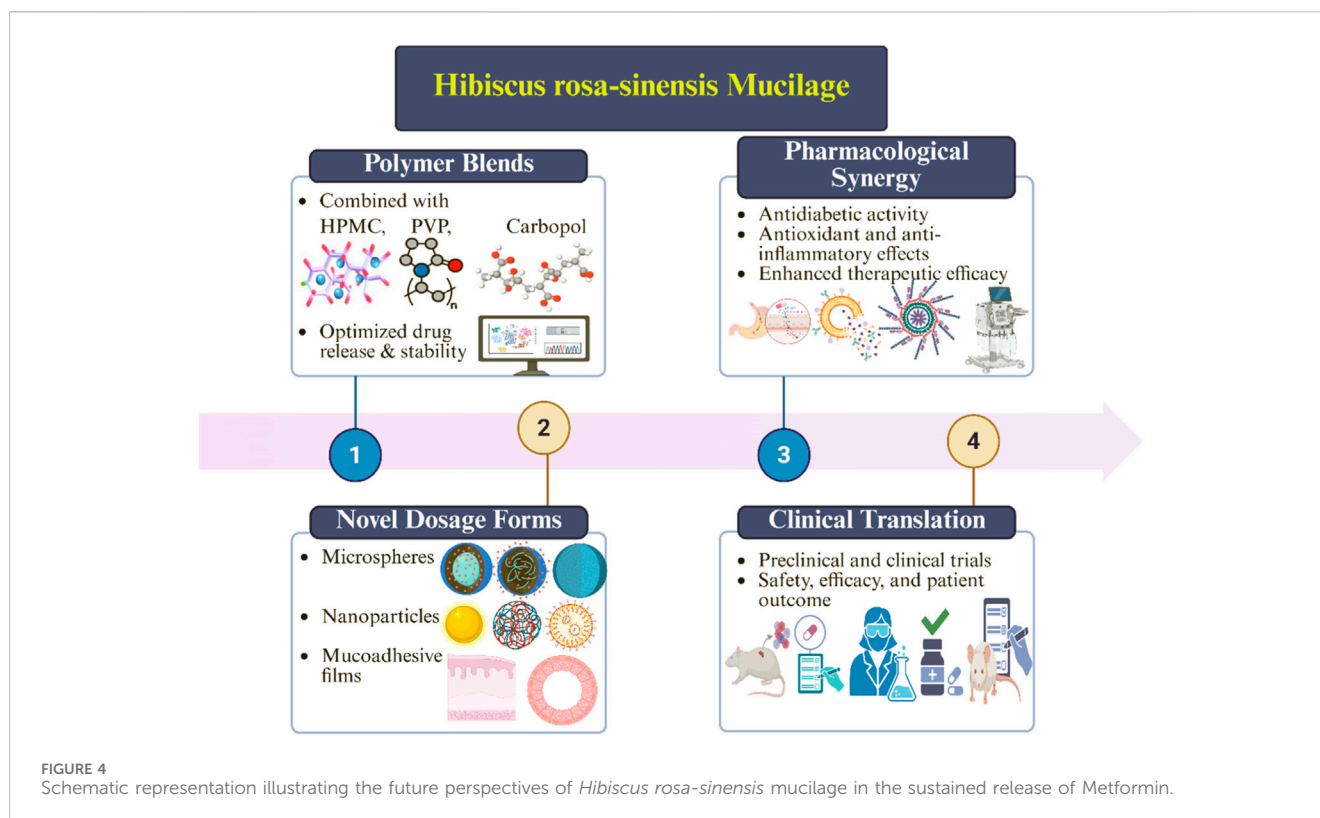 Hibiscus rosa-sinensis Mucilage
Polymer Blends
• Combined with
HPMC, PVP, Carbopol
n
• Optimized drug
release & stability
Pharmacological
Synergy
• Antidiabetic activity
• Antioxidant and anti-
inflammatory effects
• Enhanced therapeutic efficacy
1
2
3
4
Novel Dosage Forms
• Microspheres
• Nanoparticles
• Mucoadhesive
films
Clinical Translation
• Preclinical and clinical trials
• Safety, efficacy, and patient
outcome
FIGURE 4
Schematic representation illustrating the future perspectives of Hibiscus rosa-sinensis mucilage in the sustained release of Metformin.